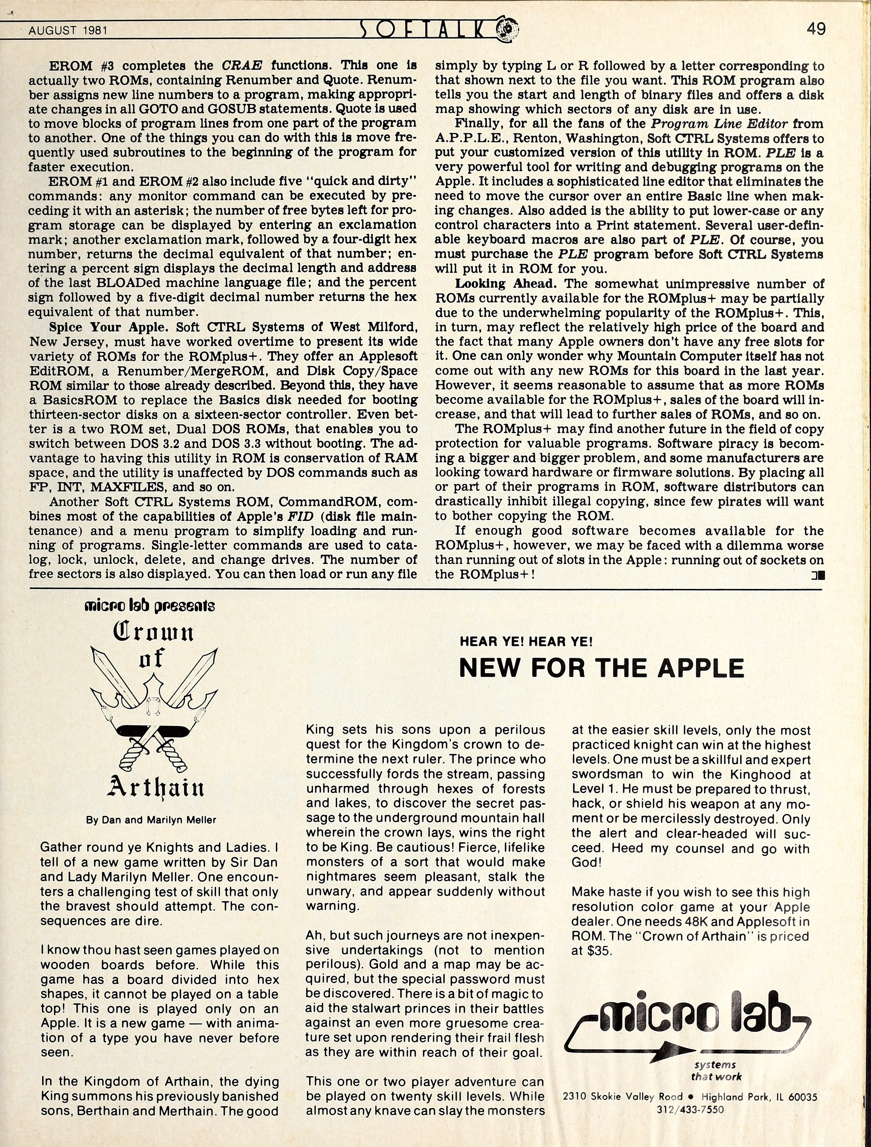 AUGUST 1981
SOFTALK
49
EROM #3 completes the CRAE functions. This one is
actually two ROMs, containing Renumber and Quote. Renum-
ber assigns new line numbers to a program, making appropri-
ate changes in all GOTO and GOSUB statements. Quote is used
to move blocks of program lines from one part of the program
to another. One of the things you can do with this is move fre-
quently used subroutines to the beginning of the program for
faster execution.
EROM #1 and EROM #2 also include five "quick and dirty"
commands: any monitor command can be executed by pre-
ceding it with an asterisk; the number of free bytes left for pro-
gram storage can be displayed by entering an exclamation
mark; another exclamation mark, followed by a four-digit hex
number, returns the decimal equivalent of that number; en-
tering a percent sign displays the decimal length and address
of the last BLOADed machine language file; and the percent
sign followed by a five-digit decimal number returns the hex
equivalent of that number.
Spice Your Apple. Soft CTRL Systems of West Milford,
New Jersey, must have worked overtime to present its wide
variety of ROMs for the ROMplus+. They offer an Applesoft
EditROM, a Renumber/MergeROM, and Disk Copy/Space
ROM similar to those already described. Beyond this, they have
a BasicsROM to replace the Basics disk needed for booting
thirteen-sector disks on a sixteen-sector controller. Even bet-
ter is a two ROM set, Dual DOS ROMs, that enables you to
switch between DOS 3.2 and DOS 3.3 without booting. The ad-
vantage to having this utility in ROM is conservation of RAM
space, and the utility is unaffected by DOS commands such as
FP, INT, MAXFILES, and so on.
Another Soft CTRL Systems ROM, CommandROM, com-
bines most of the capabilities of Apple's FID (disk file main-
tenance) and a menu program to simplify loading and run-
ning of programs. Single-letter commands are used to cata-
log, lock, unlock, delete, and change drives. The number of
free sectors is also displayed. You can then load or run any file
simply by typing L or R followed by a letter corresponding to
that shown next to the file you want. This ROM program also
tells you the start and length of binary files and offers a disk
map showing which sectors of any disk are in use.
Finally, for all the fans of the Program Line Editor from
A.P.P.L.E., Renton, Washington, Soft CTRL Systems offers to
put your customized version of this utility in ROM. PLE is a
very powerful tool for writing and debugging programs on the
Apple. It includes a sophisticated line editor that eliminates the
need to move the cursor over an entire Basic line when mak-
ing changes. Also added is the ability to put lower-case or any
control characters into a Print statement. Several user-defin-
able keyboard macros are also part of PLE. Of course, you
must purchase the PLE program before Soft CTRL Systems
will put it in ROM for you.
Looking Ahead. The somewhat unimpressive number of
ROMs currently available for the ROMplus+ may be partially
due to the underwhelming popularity of the ROMplus+. This,
in turn, may reflect the relatively high price of the board and
the fact that many Apple owners don't have any free slots for
it. One can only wonder why Mountain Computer itself has not
come out with any new ROMs for this board in the last year.
However, it seems reasonable to assume that as more ROMs
become available for the ROMplus+, sales of the board will in-
crease, and that will lead to further sales of ROMs, and so on.
The ROMplus+ may find another future in the field of copy
protection for valuable programs. Software piracy is becom-
ing a bigger and bigger problem, and some manufacturers are
looking toward hardware or firmware solutions. By placing all
or part of their programs in ROM, software distributors can
drastically inhibit illegal copying, since few pirates will want
to bother copying the ROM.
If enough good software becomes available for the
ROMplus+, however, we may be faced with a dilemma worse
than running out of slots in the Apple: running out of sockets on
the ROMplus+!
micro lab presents
Crown
of
Arthain
By Dan and Marilyn Meller
HEAR YE! HEAR YE!
NEW FOR THE APPLE
Gather round ye Knights and Ladies. I
tell of a new game written by Sir Dan
and Lady Marilyn Meller. One encoun-
ters a challenging test of skill that only
the bravest should attempt. The con-
sequences are dire.
I know thou hast seen games played on
wooden boards before. While this
game has a board divided into hex
shapes, it cannot be played on a table
top! This one is played only on an
Apple. It is a new game — with anima-
tion of a type you have never before
seen.
In the Kingdom of Arthain, the dying
King summons his previously banished
sons, Berthain and Merthain. The good
King sets his sons upon a perilous
quest for the Kingdom's crown to de-
termine the next ruler. The prince who
successfully fords the stream, passing
unharmed through hexes of forests
and lakes, to discover the secret pas-
sage to the underground mountain hall
wherein the crown lays, wins the right
to be King. Be cautious! Fierce, lifelike
monsters of a sort that would make
nightmares seem pleasant, stalk the
unwary, and appear suddenly without
warning.
Ah, but such journeys are not inexpen-
sive undertakings (not to mention
perilous). Gold and a map may be ac-
quired, but the special password must
be discovered. There is a bit of magic to
aid the stalwart princes in their battles
against an even more gruesome crea-
ture set upon rendering their frail flesh
as they are within reach of their goal.
This one or two player adventure can
be played on twenty skill levels. While
almost any knave can slay the monsters
at the easier skill levels, only the most
practiced knight can win at the highest
levels. One must be a skillful and expert
swordsman to win the Kinghood at
Level 1. He must be prepared to thrust,
hack, or shield his weapon at any mo-
ment or be mercilessly destroyed. Only
the alert and clear-headed will suc-
ceed. Heed my counsel and go with
God!
Make haste if you wish to see this high
resolution color game at your Apple
dealer. One needs 48K and Applesoft in
ROM. The "Crown of Arthain" is priced
at $35.
micro lab
systems
that work
2310 Skokie Valley Road • Highland Park, IL 60035
312/433-7550